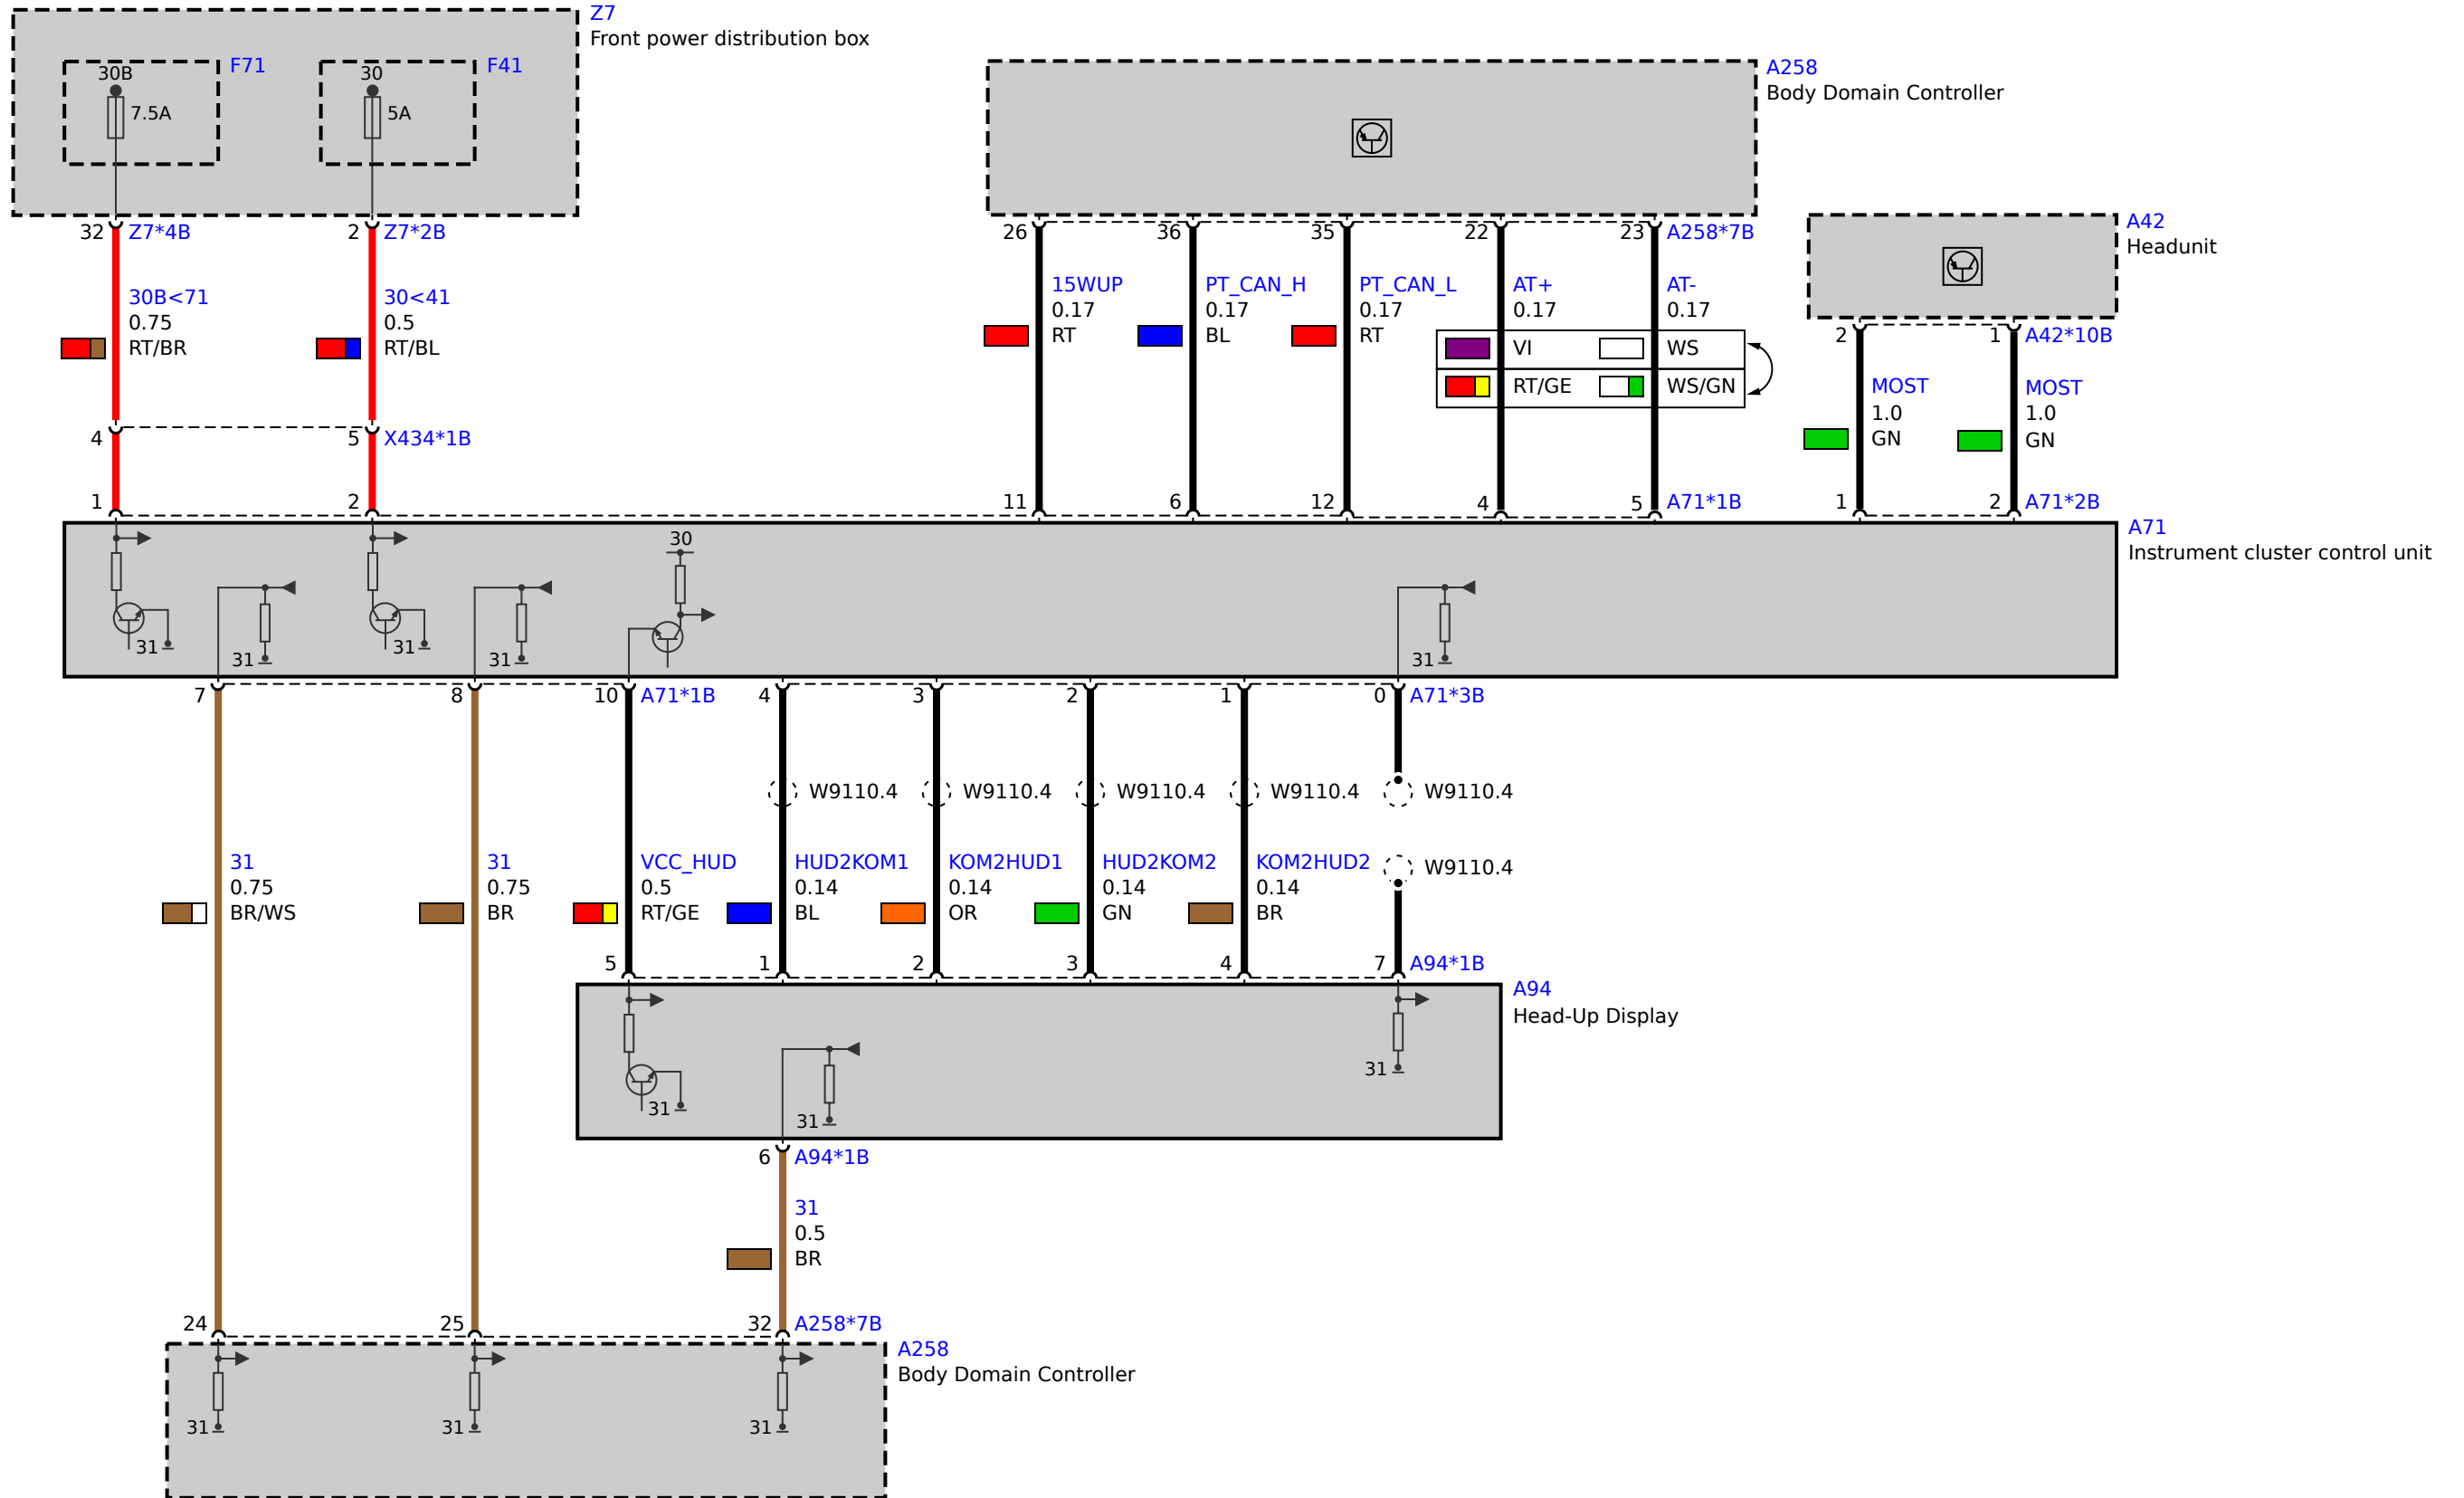 Z7
Front power distribution box
30B
F71
7.5A
30
F41
5A
A258
Body Domain Controller
A42
Headunit
32
Z7*4B
2
Z7*2B
26
36
35
22
23
A258*7B
30B<71
0.75
RT/BR
30<41
0.5
RT/BL
15WUP
0.17
RT
PT_CAN_H
0.17
BL
PT_CAN_L
0.17
RT
AT+
0.17
VI
RT/GE
AT-
0.17
WS
WS/GN
2
1
A42*10B
MOST
1.0
GN
MOST
1.0
GN
4
5
X434*1B
1
2
11
6
12
4
5
A71*1B
1
2
A71*2B
A71
Instrument cluster control unit
30
31
31
31
31
31
7
8
10
A71*1B
4
3
2
1
0
A71*3B
W9110.4
W9110.4
W9110.4
W9110.4
W9110.4
W9110.4
31
0.75
BR/WS
31
0.75
BR
VCC_HUD
0.5
RT/GE
HUD2KOM1
0.14
BL
KOM2HUD1
0.14
OR
HUD2KOM2
0.14
GN
KOM2HUD2
0.14
BR
5
1
2
3
4
7
A94*1B
A94
Head-Up Display
31
31
31
6
A94*1B
31
0.5
BR
24
25
32
A258*7B
A258
Body Domain Controller
31
31
31